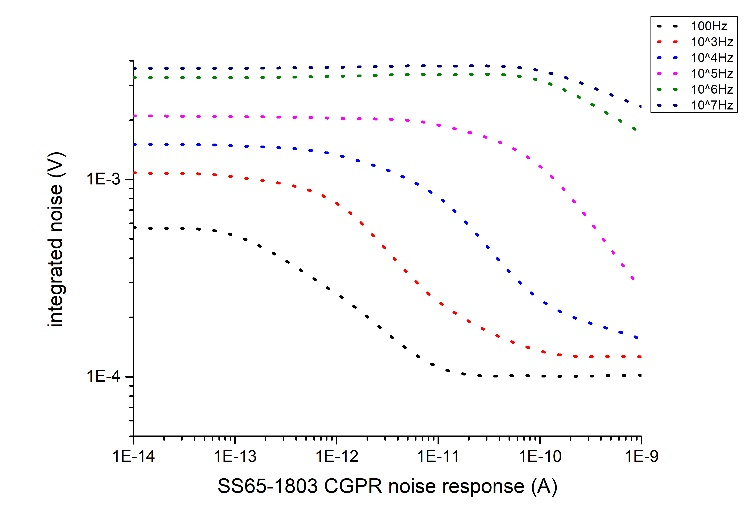 100Hz
10^3Hz
10^4Hz
10^5Hz
10^6Hz
10^7Hz
integrated noise (V)
1E-3
1E-4
1E-14 1E-13 1E-12 1E-11 1E-10 1E-9
SS65-1803 CGPR noise response (A)